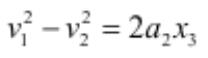 v₁² − v₂² = 2a₂x₃